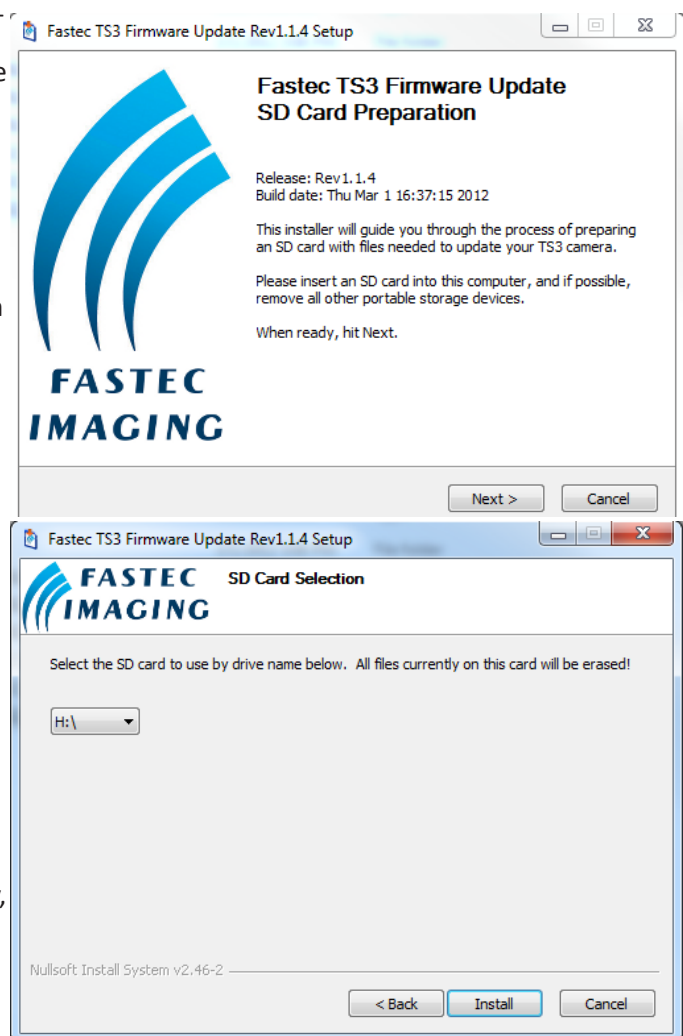 Fastec TS3 Firmware Update Rev1.1.4 Setup
e
Fastec TS3 Firmware Update
SD Card Preparation
Release: Rev1.1.4
Build date: Thu Mar 1 16:37:15 2012
This installer will guide you through the process of preparing
an SD card with files needed to update your TS3 camera.
Please insert an SD card into this computer, and if possible,
remove all other portable storage devices.
When ready, hit Next.
FASTEC
IMAGING
Next >
Cancel
Fastec TS3 Firmware Update Rev1.1.4 Setup
FASTEC
IMAGING
SD Card Selection
Select the SD card to use by drive name below.  All files currently on this card will be erased!
H:\
Nullsoft Install System v2.46-2
< Back
Install
Cancel